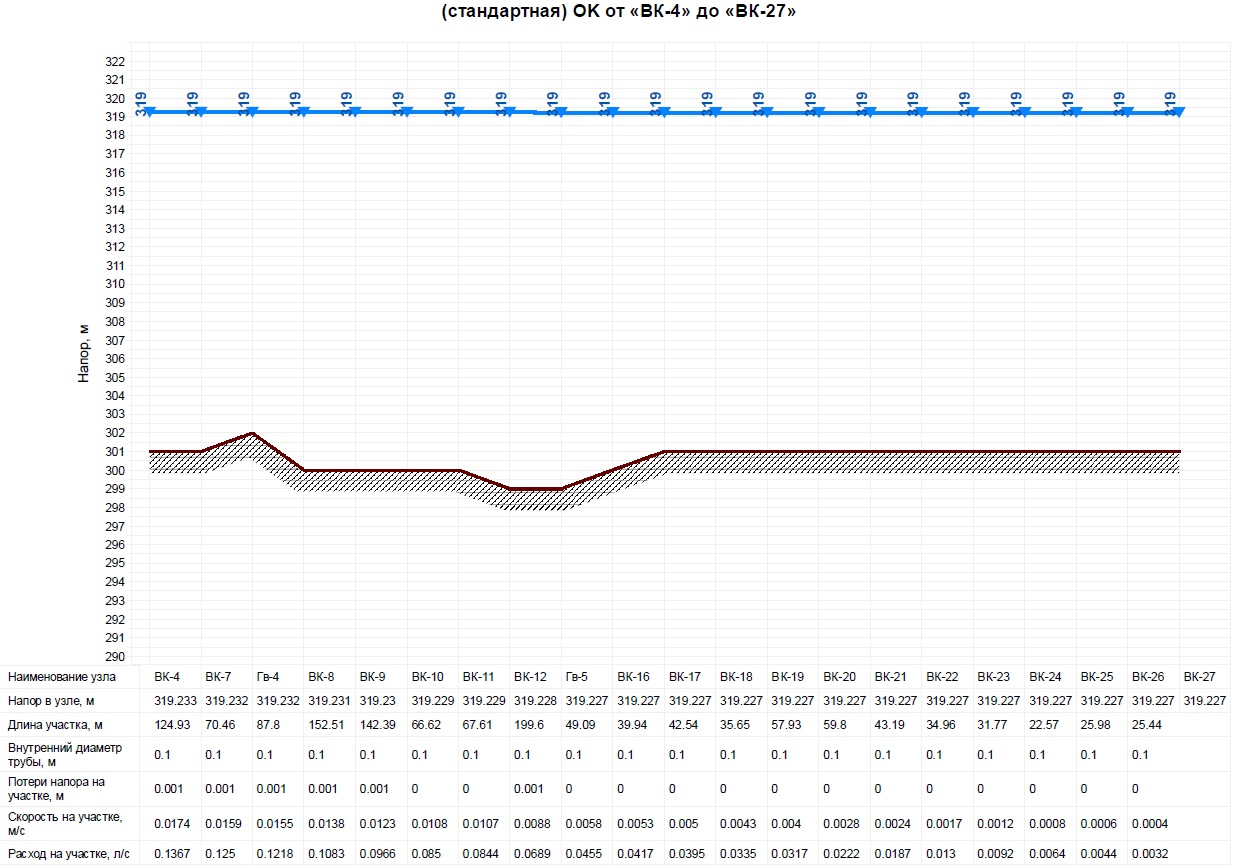 (стандартная) ОК от «ВК-4» до «ВК-27»
322
321
320
319
318
317
316
315
314
313
312
311
310
309
308
307
306
305
304
303
302
301
300
299
298
297
296
295
294
293
292
291
290
Напор, м
319 319 319 319 319 319 319 319 319 319 319 319 319 319 319 319 319 319 319 319 319
Наименование узла ВК-4 ВК-7 Гв-4 ВК-8 ВК-9 ВК-10 ВК-11 ВК-12 Гв-5 ВК-16 ВК-17 ВК-18 ВК-19 ВК-20 ВК-21 ВК-22 ВК-23 ВК-24 ВК-25 ВК-26 ВК-27
Напор в узле, м 319.233 319.232 319.232 319.231 319.23 319.229 319.229 319.228 319.227 319.227 319.227 319.227 319.227 319.227 319.227 319.227 319.227 319.227 319.227 319.227 319.227
Длина участка, м 124.93 70.46 87.8 152.51 142.39 66.62 67.61 199.6 49.09 39.94 42.54 35.65 57.93 59.8 43.19 34.96 31.77 22.57 25.98 25.44
Внутренний диаметр
трубы, м 0.1 0.1 0.1 0.1 0.1 0.1 0.1 0.1 0.1 0.1 0.1 0.1 0.1 0.1 0.1 0.1 0.1 0.1 0.1 0.1
Потери напора на
участке, м 0.001 0.001 0.001 0.001 0.001 0 0 0.001 0 0 0 0 0 0 0 0 0 0 0 0
Скорость на участке,
м/с 0.0174 0.0159 0.0155 0.0138 0.0123 0.0108 0.0107 0.0088 0.0058 0.0053 0.005 0.0043 0.004 0.0028 0.0024 0.0017 0.0012 0.0008 0.0006 0.0004
Расход на участке, л/с 0.1367 0.125 0.1218 0.1083 0.0966 0.085 0.0844 0.0689 0.0455 0.0417 0.0395 0.0335 0.0317 0.0222 0.0187 0.013 0.0092 0.0064 0.0044 0.0032